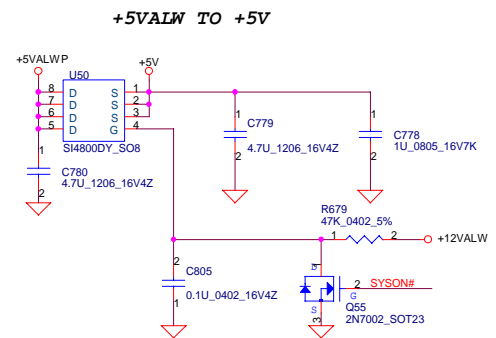 +5VALW TO +5V
+5VALWP
+5V
U50
8 D S 1
7 D S 2
6 D S 3
5 D G 4
SI4800DY_SO8
1
C780
4.7U_1206_16V4Z
2
1
C779
4.7U_1206_16V4Z
2
1
C778
1U_0805_16V7K
2
R679
47K_0402_5%
1 2 +12VALW
2
C805
0.1U_0402_16V4Z
1
1
D
2 SYSON#
G
S
3
Q55
2N7002_SOT23